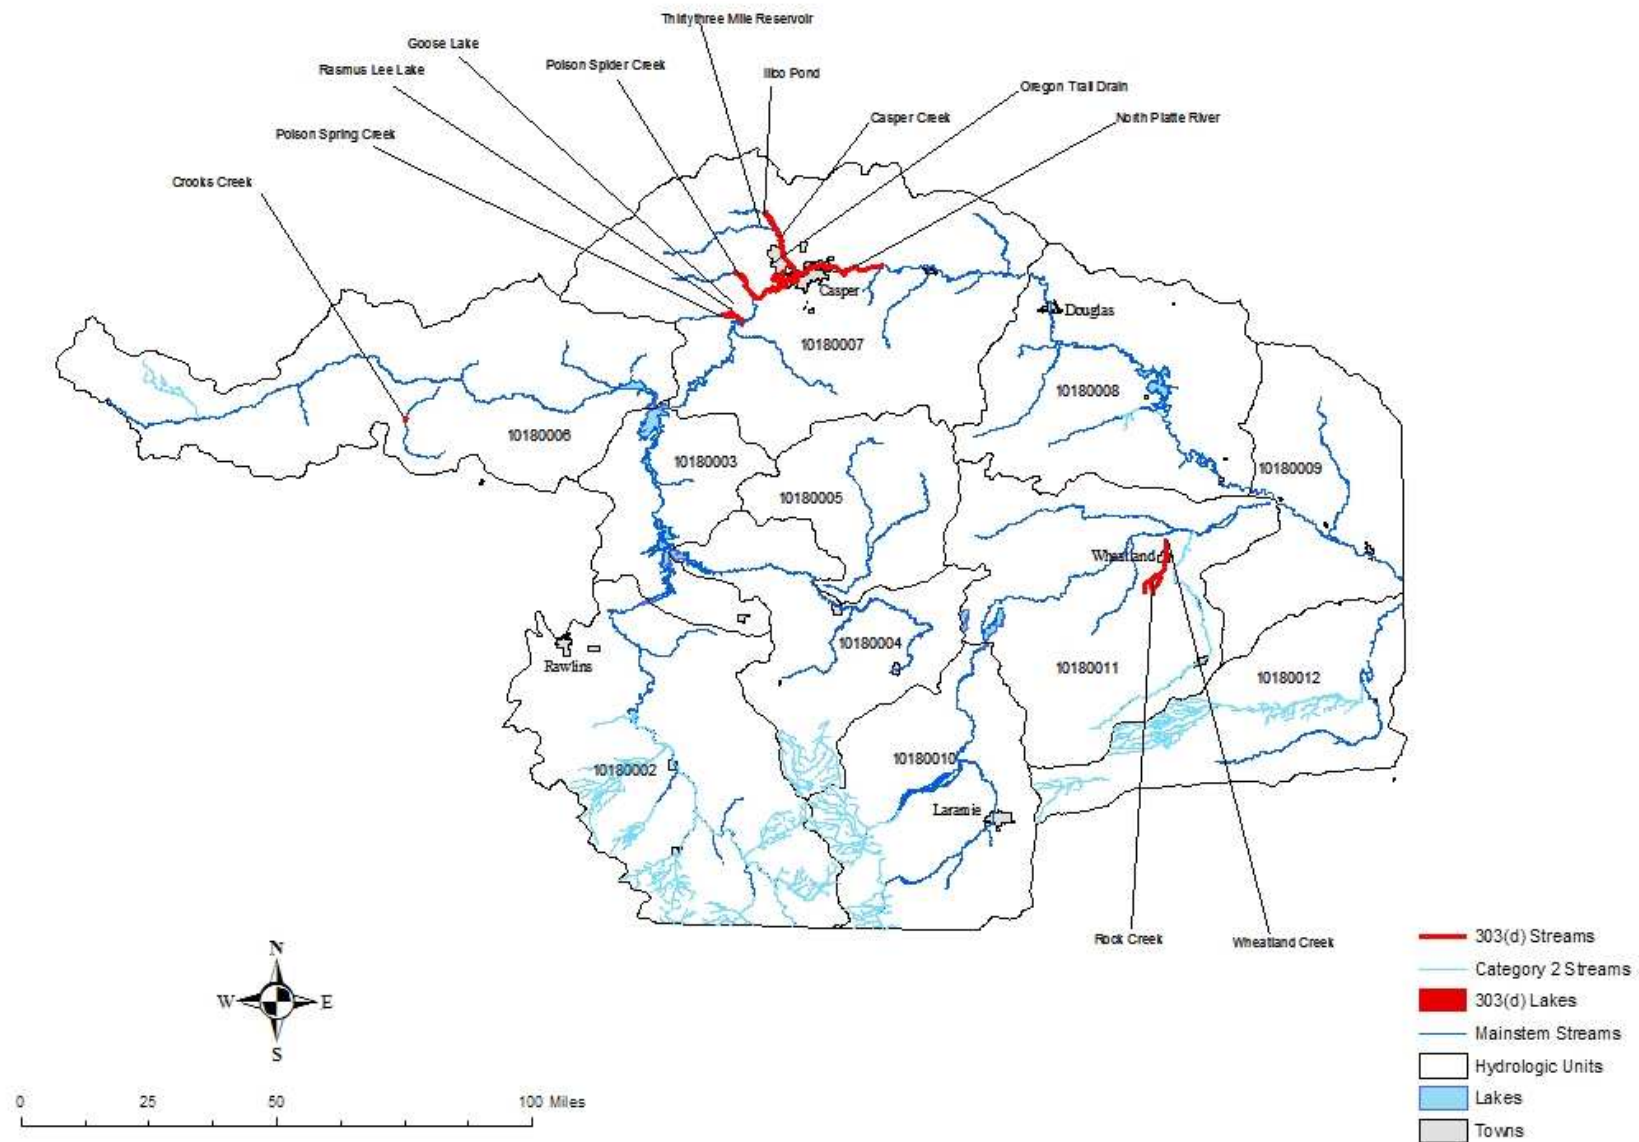 Thirtythree Mile Reservoir
Goose Lake
Rasmus Lee Lake
Poison Spider Creek
Illco Pond
Oregon Trail Drain
Casper Creek
North Platte River
Poison Spring Creek
Crooks Creek
Casper
Douglas
10180007
10180008
10180006
10180003
10180009
10180005
Wheatland
10180004
Rawlins
10180011
10180012
10180010
10180002
Laramie
Rock Creek
Wheatland Creek
N
W E
S
0 25 50 100 Miles
303(d) Streams
Category 2 Streams
303(d) Lakes
Mainstem Streams
Hydrologic Units
Lakes
Towns